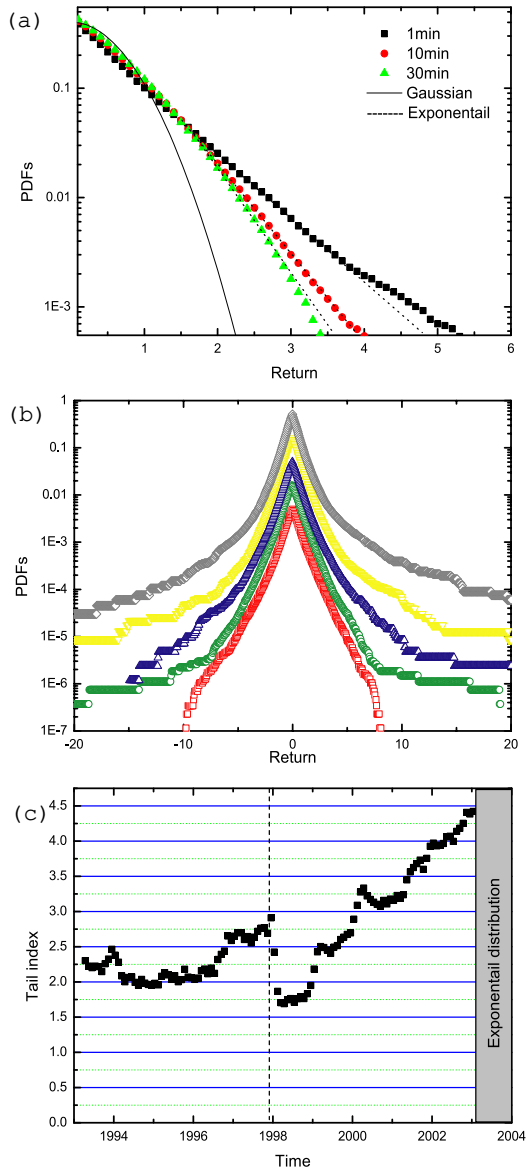 (a)
1min
10min
30min
Gaussian
Exponentail
0.1
0.01
1E-3
PDFs
1
2
3
4
5
6
Return
(b)
1
0.1
0.01
1E-3
1E-4
1E-5
1E-6
1E-7
PDFs
-20
-10
0
10
20
Return
(c)
4.5
4.0
3.5
3.0
2.5
2.0
1.5
1.0
0.5
0.0
Tail index
Exponentail distribution
1994
1996
1998
2000
2002
2004
Time